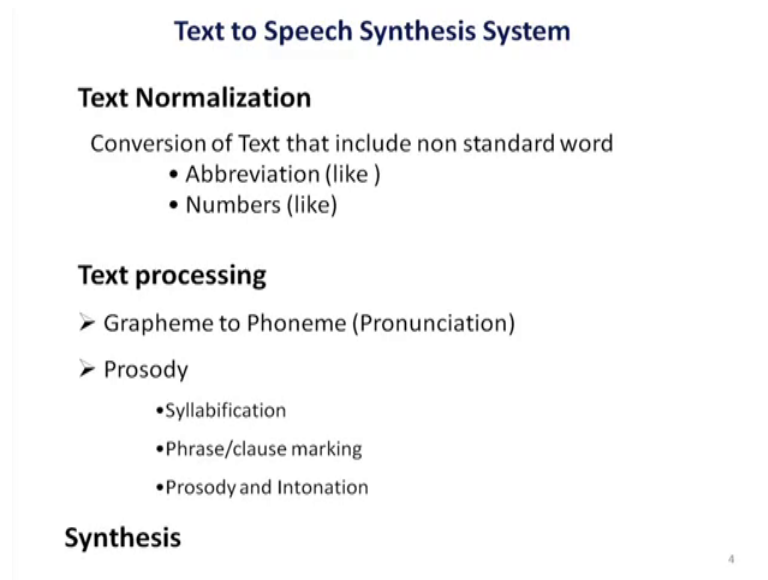 Text to Speech Synthesis System
Text Normalization
Conversion of Text that include non standard word
• Abbreviation (like )
• Numbers (like)
Text processing
➢ Grapheme to Phoneme (Pronunciation)
➢ Prosody
•Syllabification
•Phrase/clause marking
•Prosody and Intonation
Synthesis
4